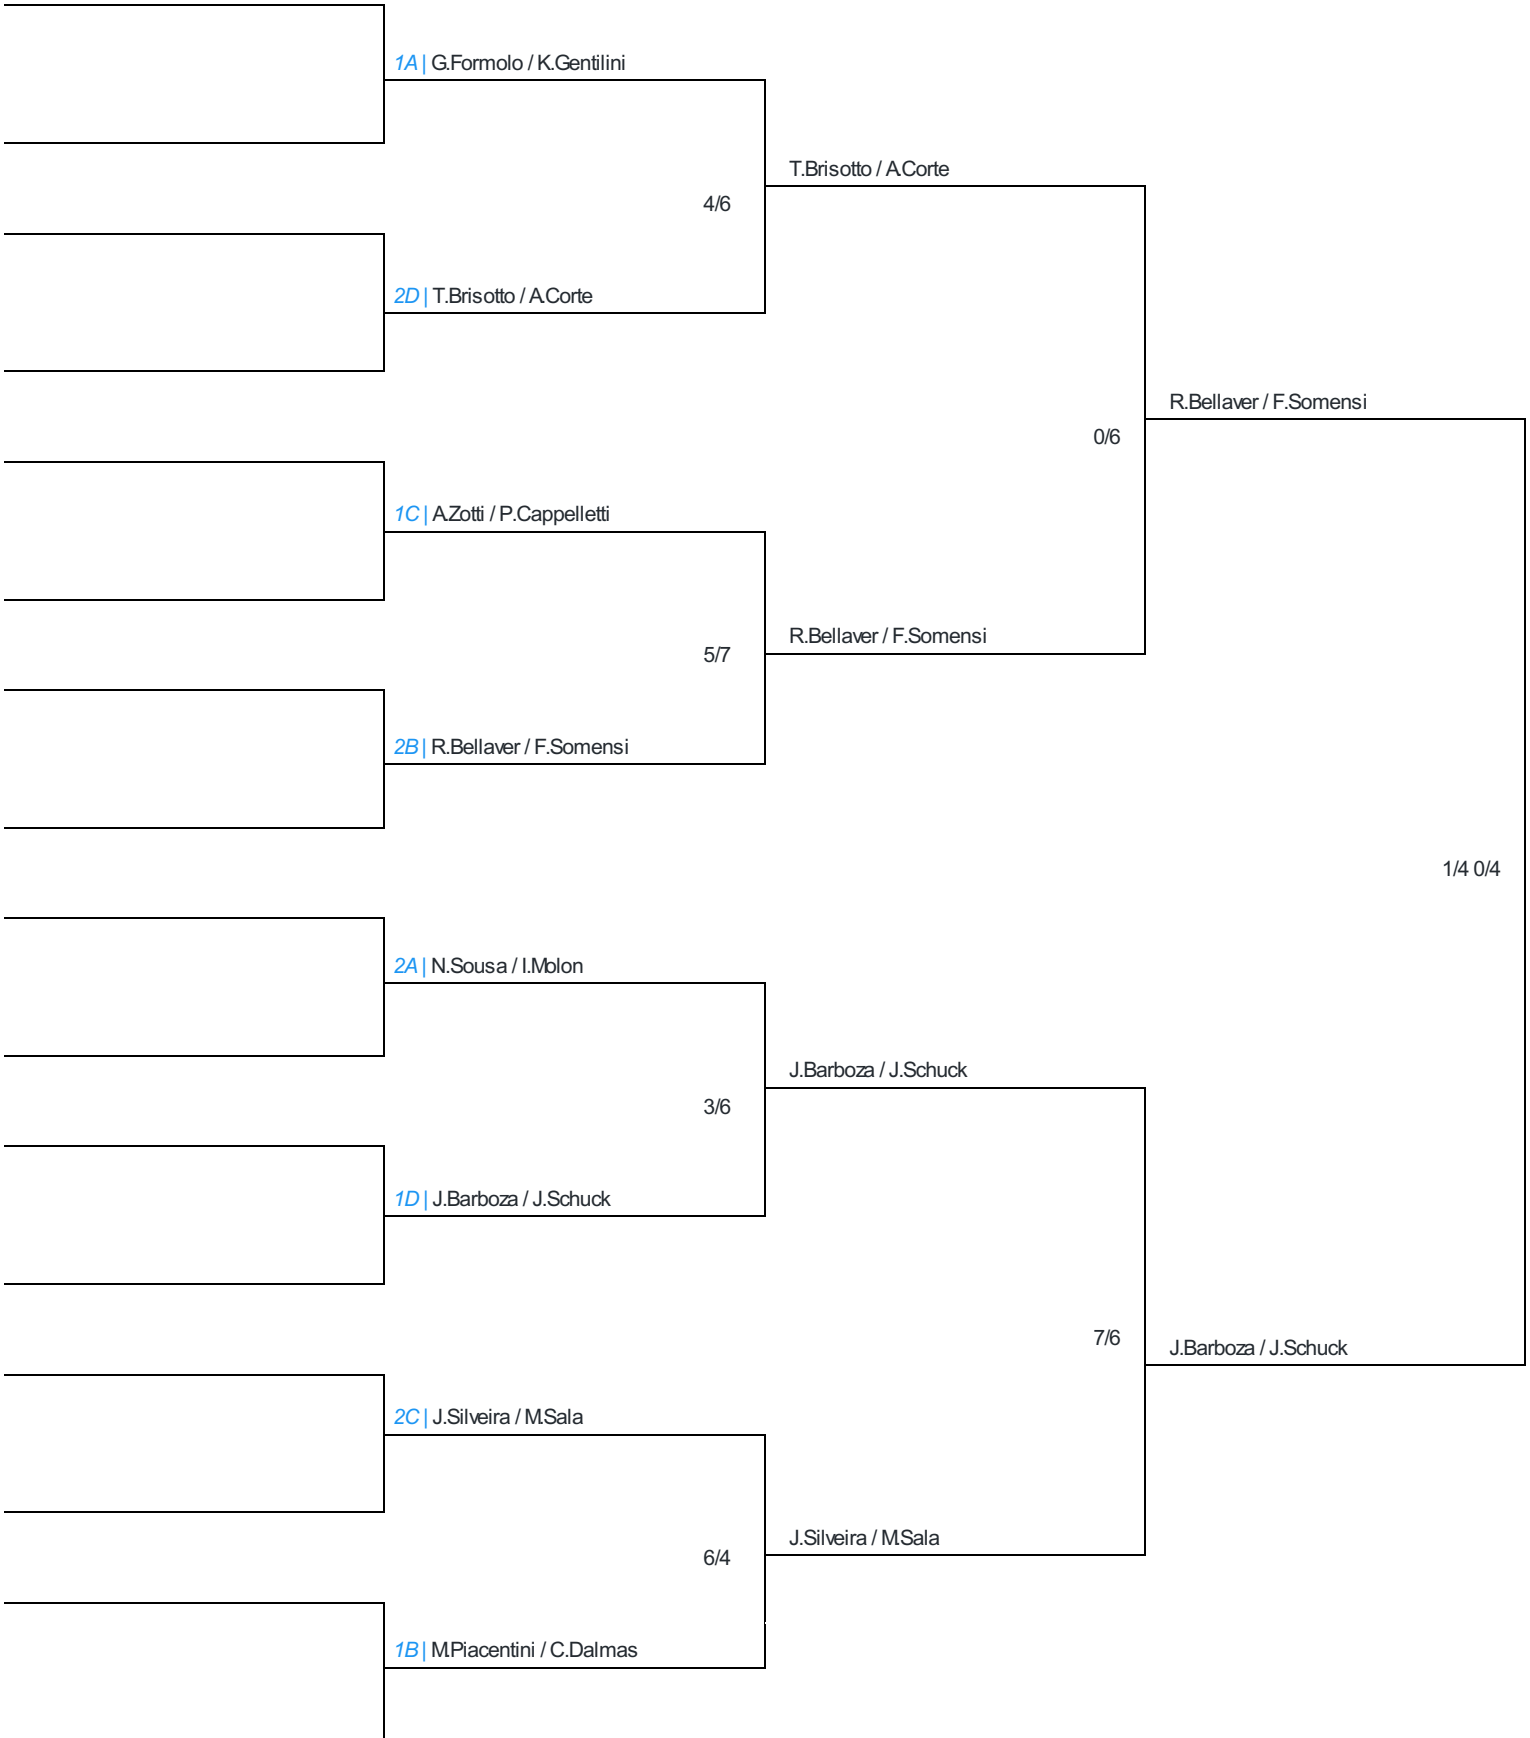 1A | G.Formolo / K.Gentilini
T.Brisotto / A.Corte
4/6
2D | T.Brisotto / A.Corte
R.Bellaver / F.Somensi
0/6
1C | A.Zotti / P.Cappelletti
R.Bellaver / F.Somensi
5/7
2B | R.Bellaver / F.Somensi
1/4 0/4
2A | N.Sousa / I.Molon
J.Barboza / J.Schuck
3/6
1D | J.Barboza / J.Schuck
7/6
J.Barboza / J.Schuck
2C | J.Silveira / M.Sala
J.Silveira / M.Sala
6/4
1B | M.Piacentini / C.Dalmas